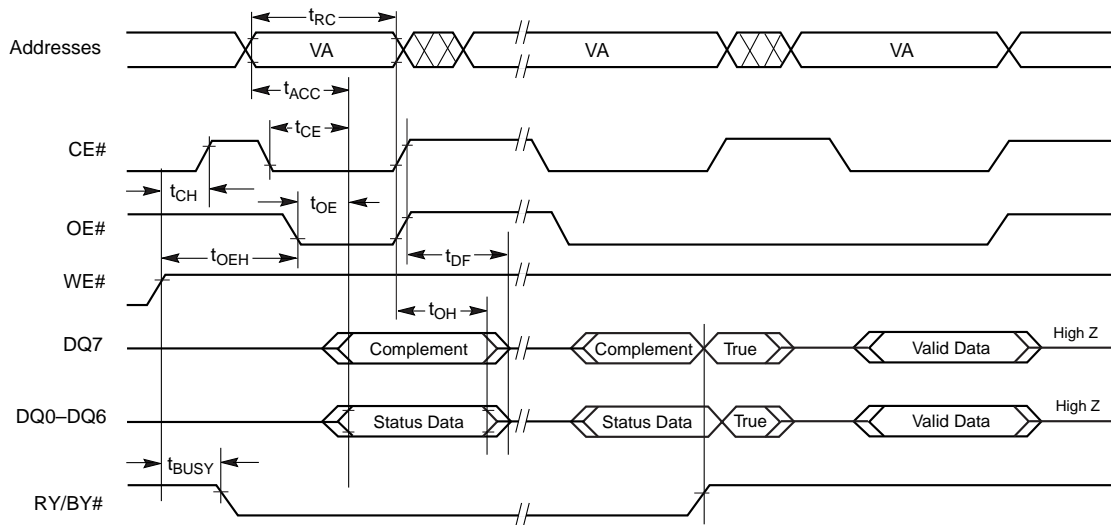 tRC
Addresses VA VA VA
tACC
tCE
CE#
tCH tOE
OE#
tOEH tDF
WE#
tOH
DQ7 Complement Complement True Valid Data High Z
DQ0–DQ6 Status Data Status Data True Valid Data High Z
tBUSY
RY/BY#